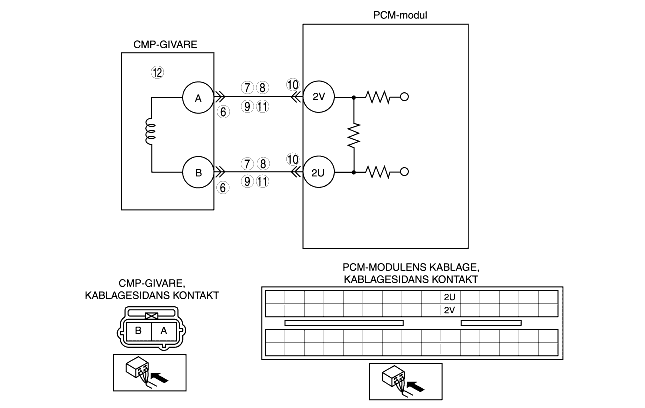 PCM-modul
CMP-GIVARE
12
A
6
7 8
9 11
10
2V
B
6
7 8
9 11
10
2U
CMP-GIVARE,
KABLAGESIDANS KONTAKT
B A
PCM-MODULENS KABLAGE,
KABLAGESIDANS KONTAKT
2U
2V